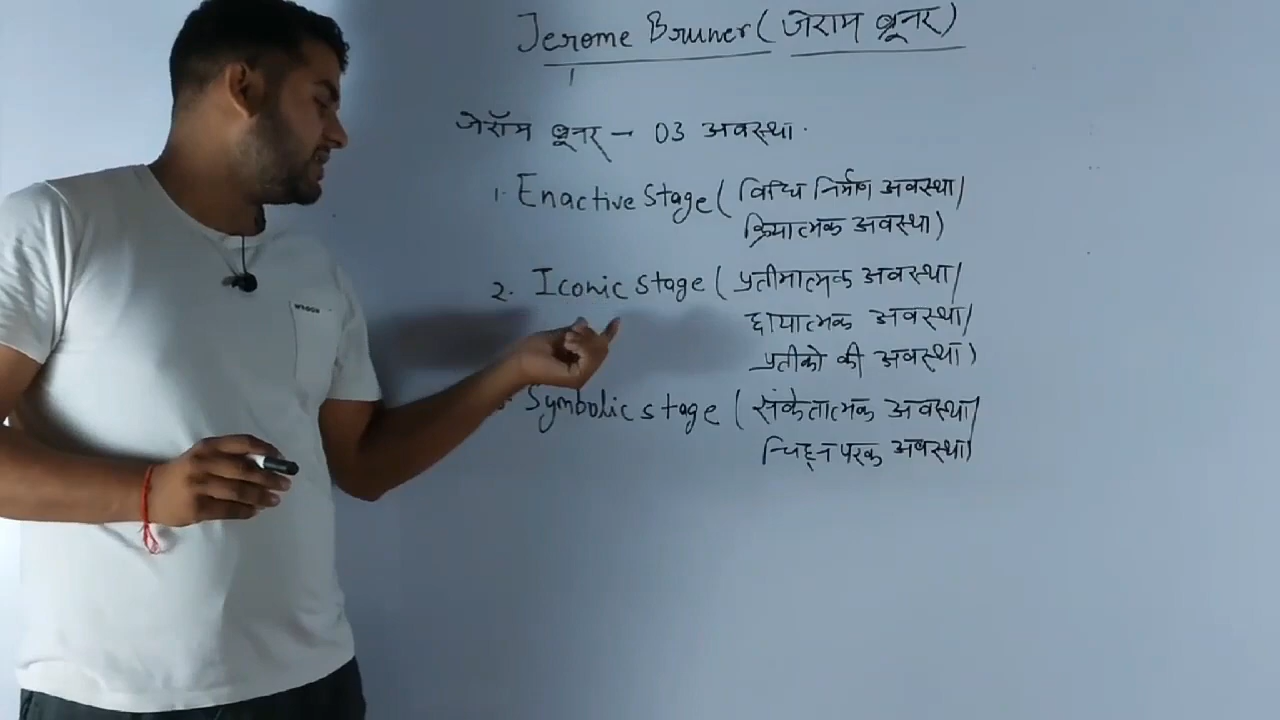 Jerome Bruner (जेराम ब्रूनर)
जेरॉम ब्रूनर - 03 अवस्था.
1. Enactive Stage (विधि निर्माण अवस्था/
क्रियात्मक अवस्था)
2. Iconic Stage (प्रतीमात्मक अवस्था/
छायात्मक अवस्था/
प्रतीको की अवस्था)
Symbolic stage (संकेतात्मक अवस्था/
चिह्न परक अवस्था)